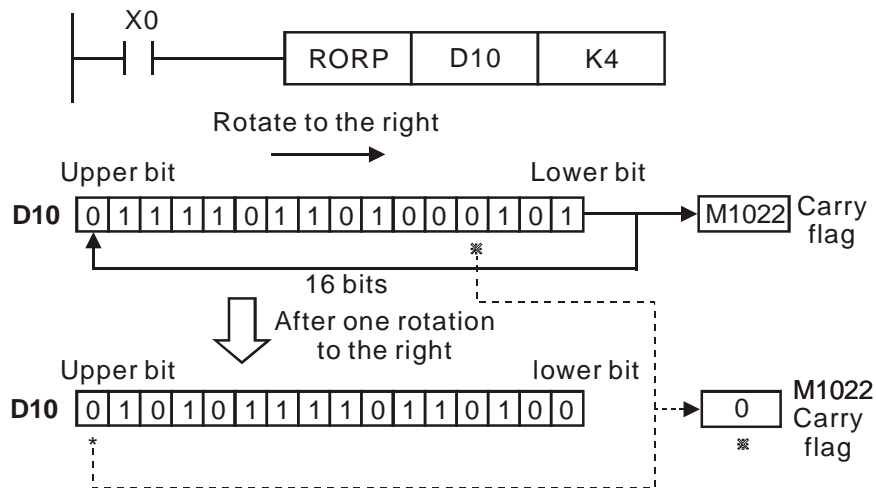 X0
RORP D10 K4
Rotate to the right
Upper bit Lower bit
D10 0 1 1 1 1 0 1 1 0 1 0 0 0 1 0 1 M1022 Carry flag
※
16 bits
After one rotation
to the right
Upper bit lower bit
D10 0 1 0 1 0 1 1 1 1 0 1 1 0 1 0 0 0 M1022 Carry flag
* ※